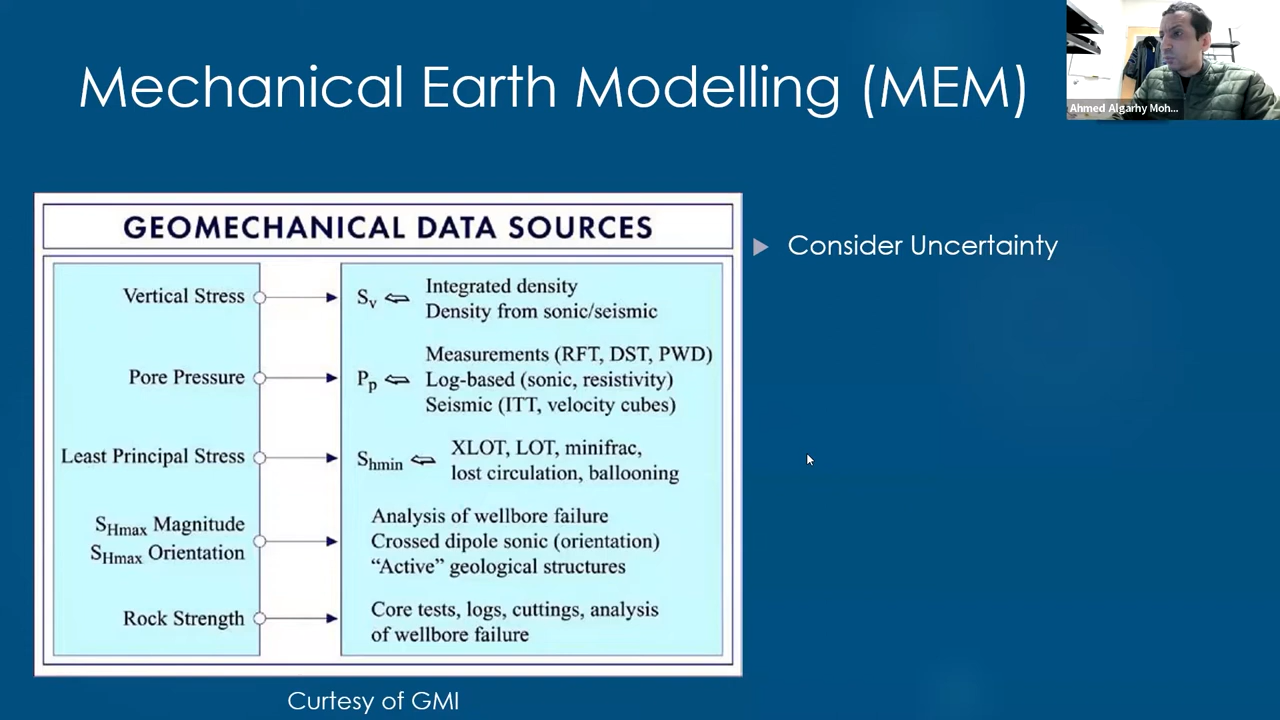 Mechanical Earth Modelling (MEM)
Ahmed Algarhy Moh...
GEOMECHANICAL DATA SOURCES
Vertical Stress
Sv
Integrated density
Density from sonic/seismic
Pore Pressure
Pp
Measurements (RFT, DST, PWD)
Log-based (sonic, resistivity)
Seismic (ITT, velocity cubes)
Least Principal Stress
Shmin
XLOT, LOT, minifrac,
lost circulation, ballooning
SHmax Magnitude
SHmax Orientation
Analysis of wellbore failure
Crossed dipole sonic (orientation)
“Active” geological structures
Rock Strength
Core tests, logs, cuttings, analysis
of wellbore failure
Consider Uncertainty
Curtesy of GMI